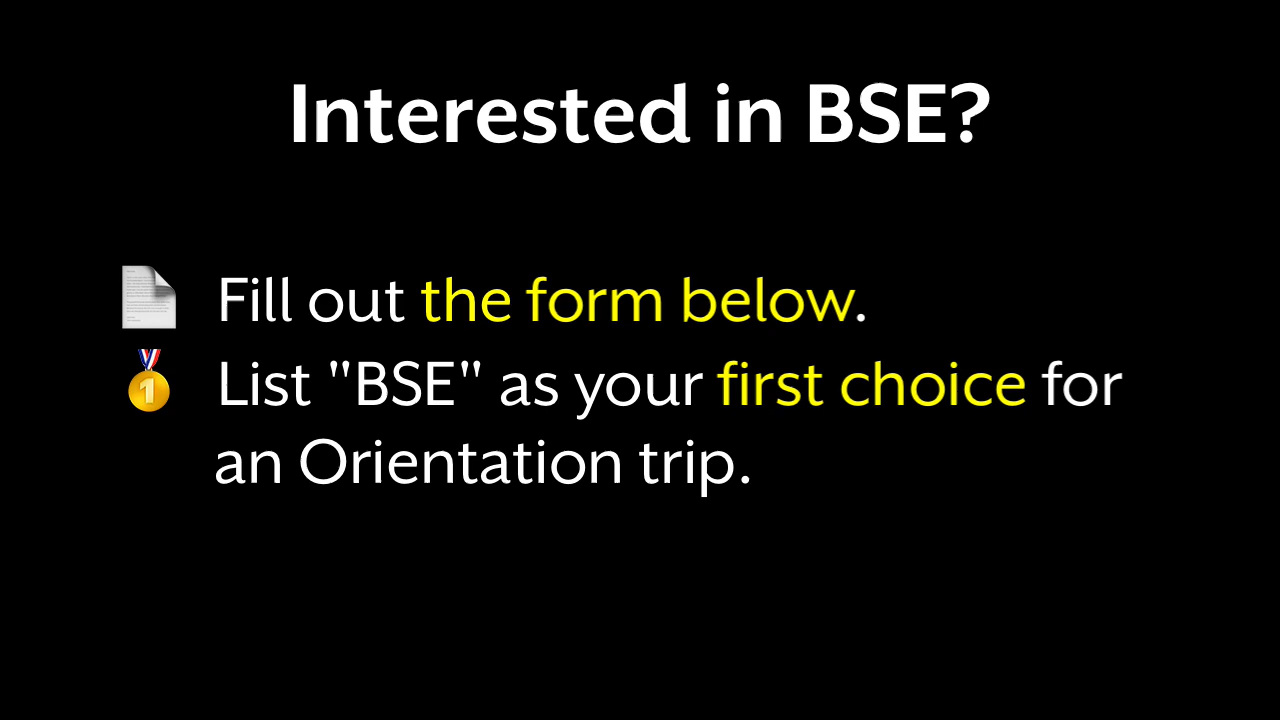 Interested in BSE?
Fill out the form below.
List "BSE" as your first choice for
an Orientation trip.